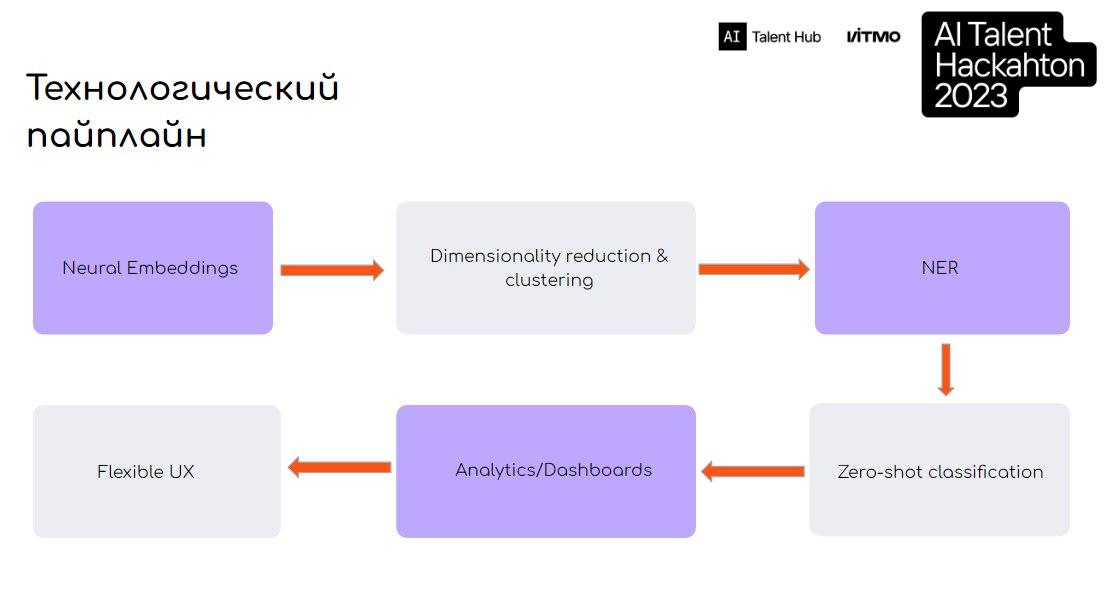 AI Talent Hub
ИТМО
AI Talent
Hackahton
2023
Технологический
пайплайн
Neural Embeddings
Dimensionality reduction &
clustering
NER
Zero-shot classification
Analytics/Dashboards
Flexible UX